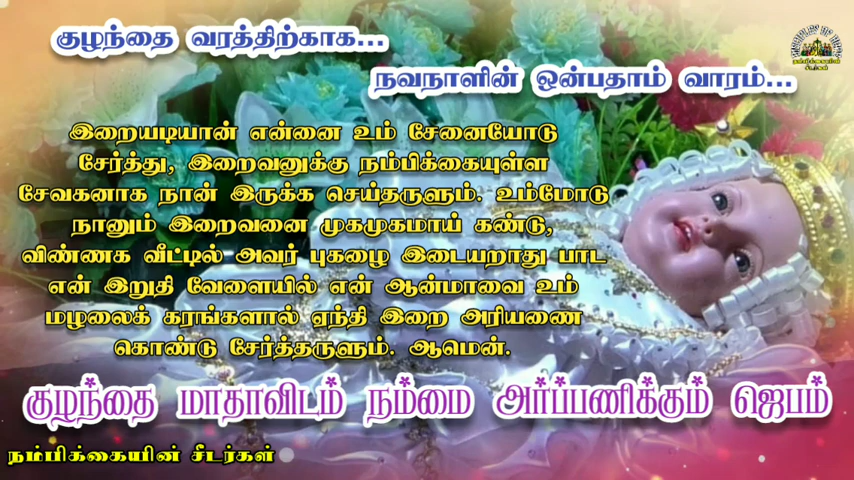 குழந்தை வரத்திற்காக...
நவநாளின் ஒன்பதாம் வாரம்...
இறையடியான் என்னை உம் சேனையோடு
சேர்த்து, இறைவனுக்கு நம்பிக்கையுள்ள
சேவகனாக நான் இருக்க செய்தருளும். உம்மோடு
நானும் இறைவனை முகமுகமாய் கண்டு,
விண்ணக வீட்டில் அவர் புகழை இடையறாது பாட
என் இறுதி வேளையில் என் ஆன்மாவை உம்
மழலைக் கரங்களால் ஏந்தி இறை அரியணை
கொண்டு சேர்த்தருளும். ஆமென்.
குழந்தை மாதாவிடம் நம்மை அர்ப்பணிக்கும் ஜெபம்
நம்பிக்கையின் சீடர்கள்